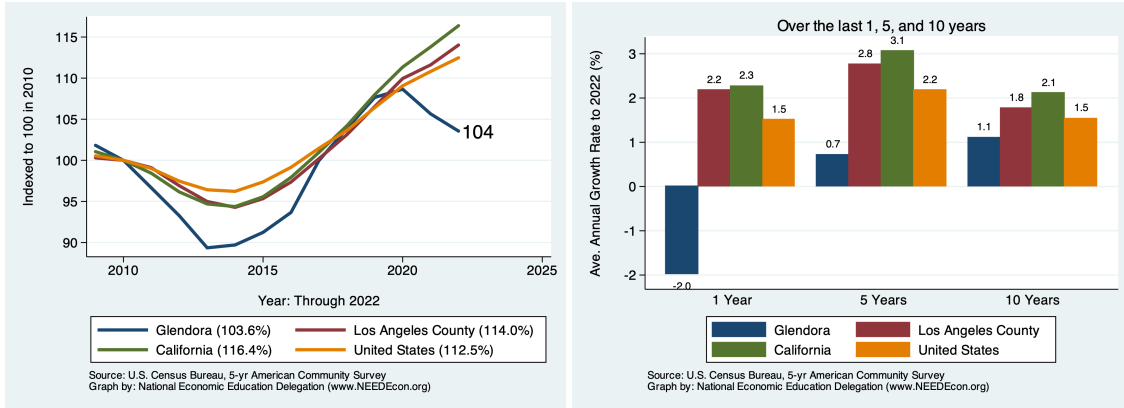 Indexed to 100 in 2010
115
110
105
100
95
90
104
2010
2015
2020
2025
Year: Through 2022
Glendora (103.6%)
Los Angeles County (114.0%)
California (116.4%)
United States (112.5%)
Source: U.S. Census Bureau, 5-yr American Community Survey
Graph by: National Economic Education Delegation (www.NEEDEcon.org)
Over the last 1, 5, and 10 years
Ave. Annual Growth Rate to 2022 (%)
3
2
1
0
-1
-2
-2.0
2.2
2.3
1.5
0.7
2.8
3.1
2.2
1.1
1.8
2.1
1.5
1 Year
5 Years
10 Years
Glendora
Los Angeles County
California
United States
Source: U.S. Census Bureau, 5-yr American Community Survey
Graph by: National Economic Education Delegation (www.NEEDEcon.org)